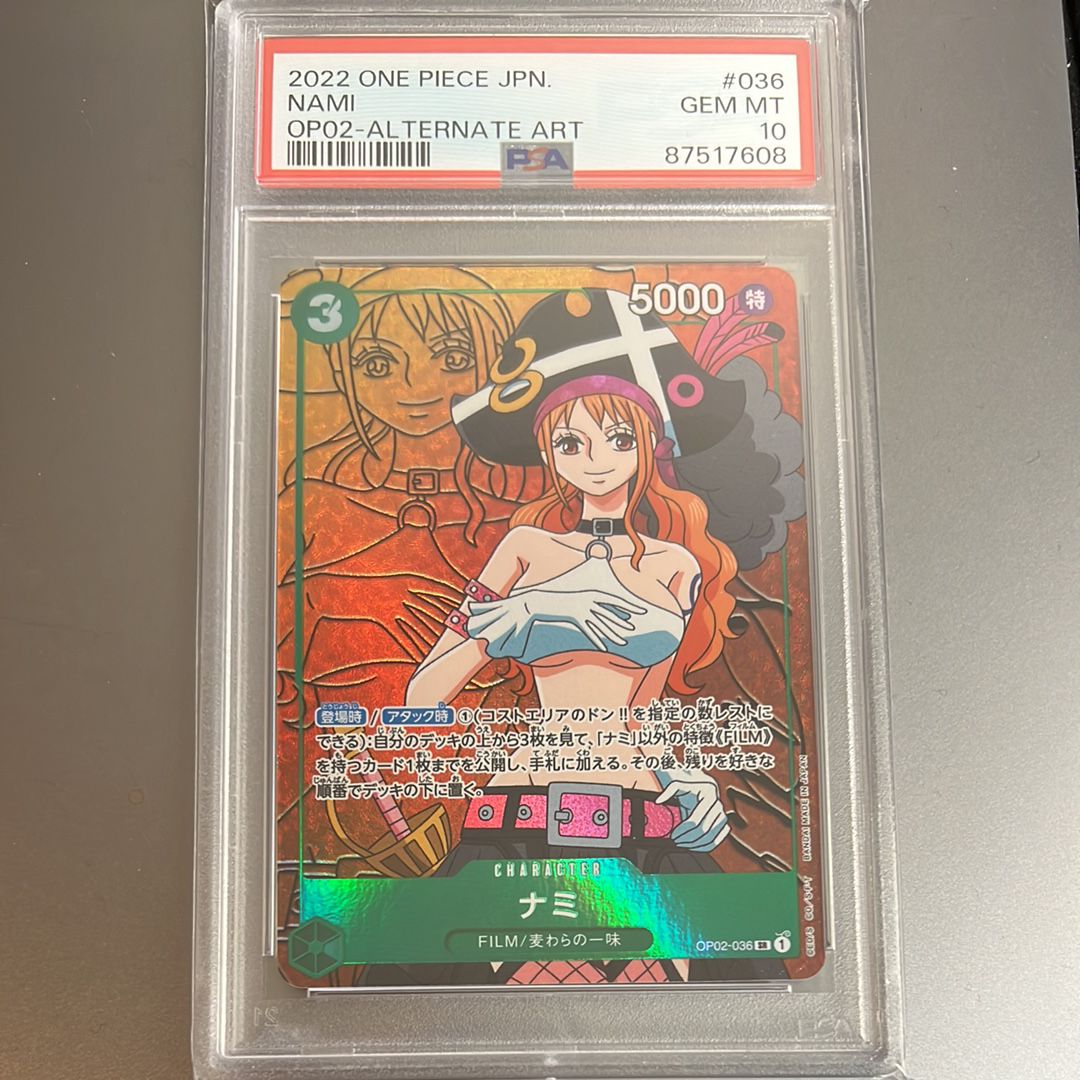 2022 ONE PIECE JPN. #036
NAMI GEM MT
OP02-ALTERNATE ART 10
PSA 87517608
3 5000 特
登場時 / アタック時 ①(コストエリアのドン!!を指定の数レストに
できる):自分のデッキの上から3枚を見て、「ナミ」以外の特徴《FILM》
を持つカード1枚までを公開し、手札に加える。その後、残りを好きな
順番でデッキの下に置く。
CHARACTER
ナミ
FILM/麦わらの一味
OP02-036 SR 1
BANDAI MADE IN JAPAN